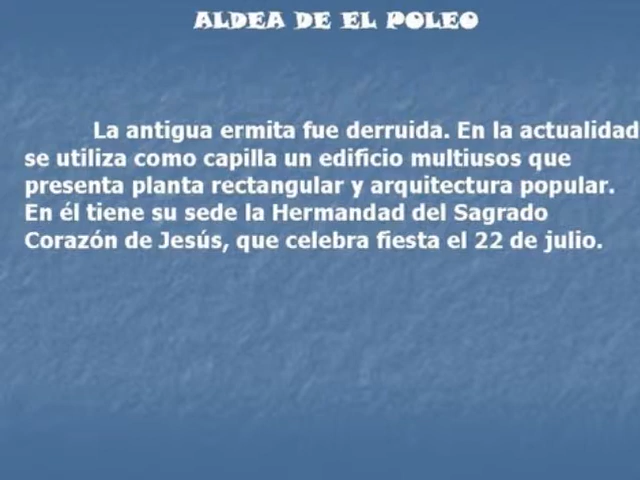 ALDEA DE EL POLEO
La antigua ermita fue derruida. En la actualidad
se utiliza como capilla un edificio multiusos que
presenta planta rectangular y arquitectura popular.
En él tiene su sede la Hermandad del Sagrado
Corazón de Jesús, que celebra fiesta el 22 de julio.